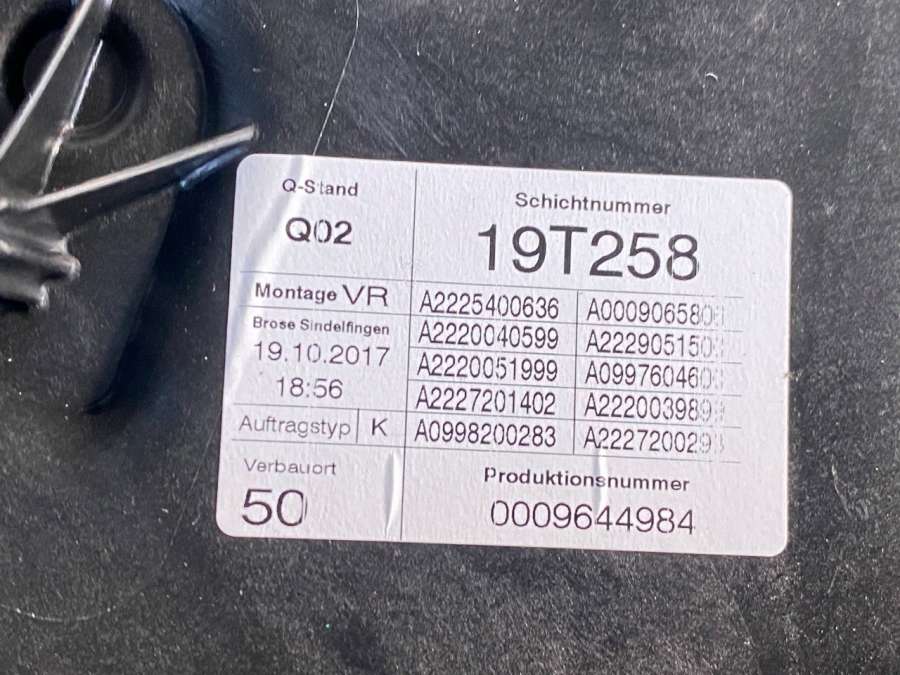 Q-Stand
Q02
Schichtnummer
19T258
Montage VR
Brose Sindelfingen
19.10.2017
18:56
Auftragstyp K
Verbauort
50
A2225400636
A2220040599
A2220051999
A2227201402
A0998200283
Produktionsnummer
0009644984